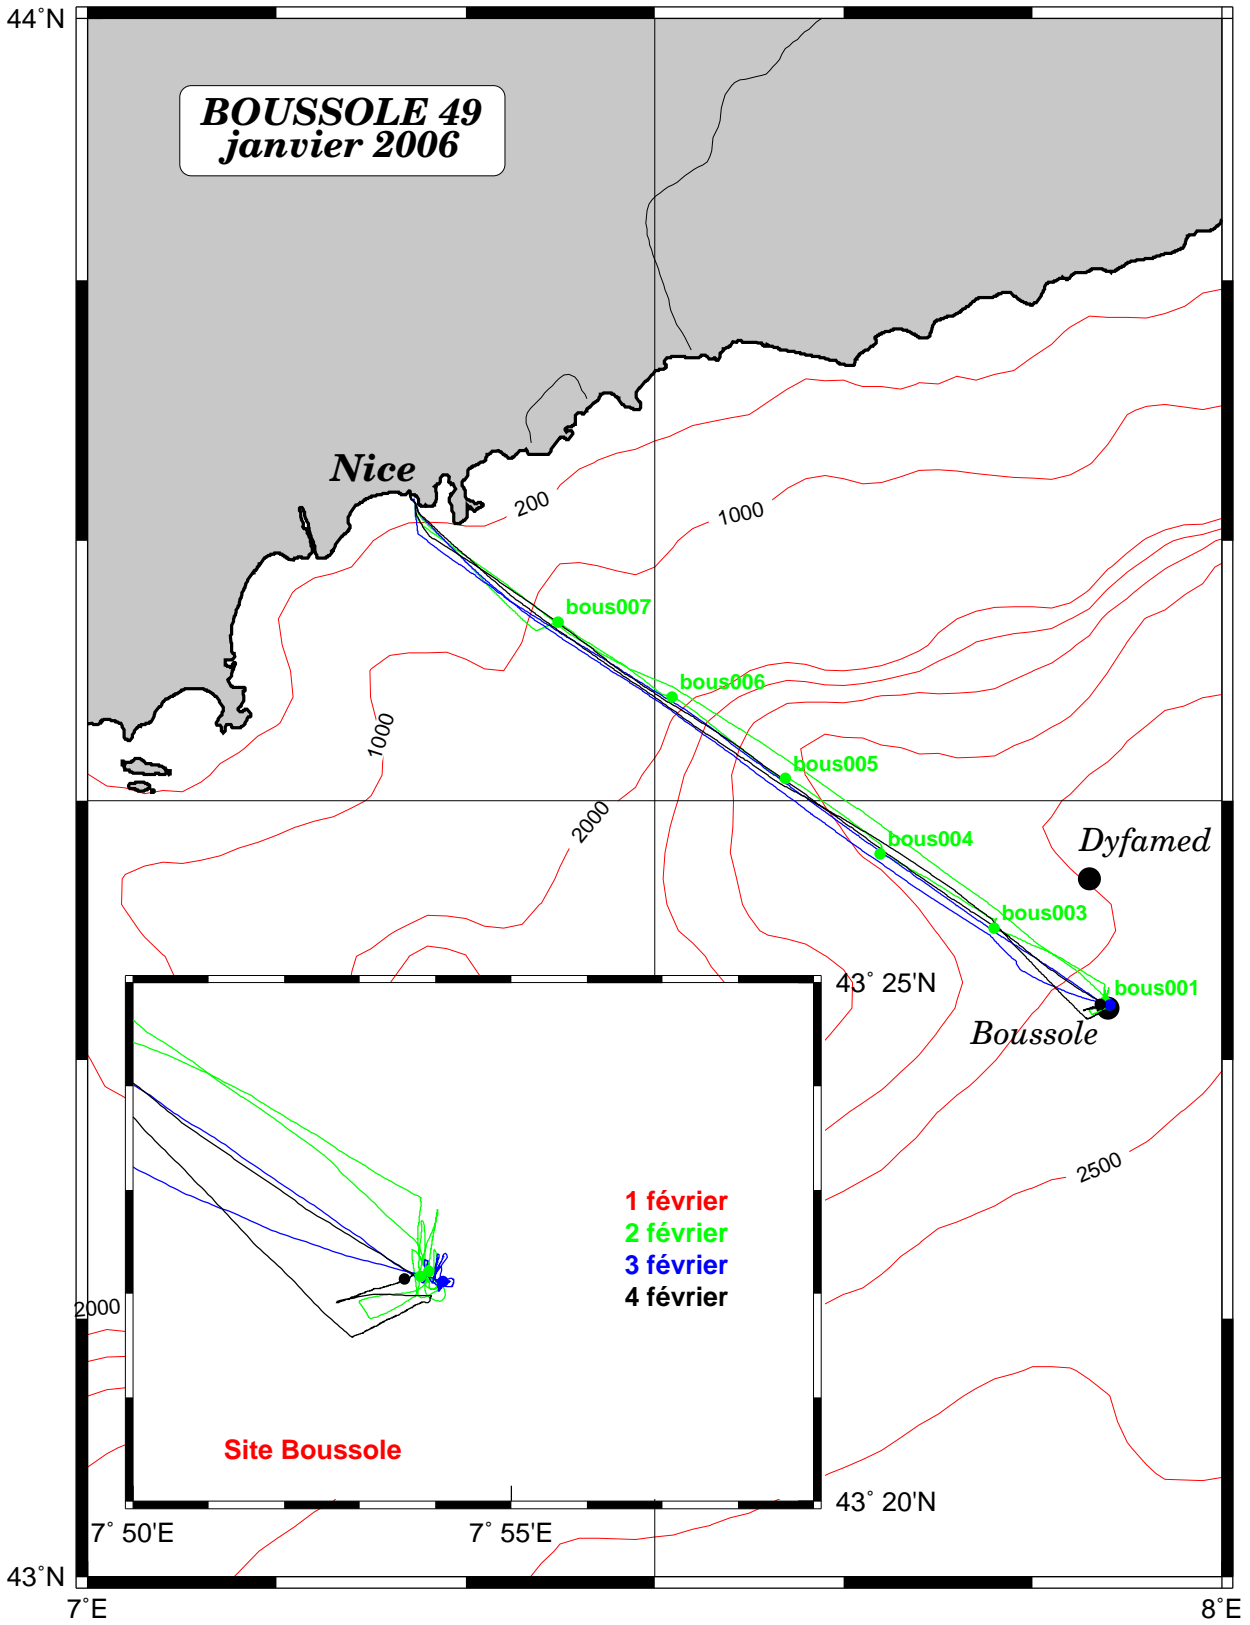 44°N
BOUSSOLE 49
janvier 2006
Nice
200
1000
bous007
bous006
1000
bous005
2000
bous004
Dyfamed
bous003
43° 25'N
bous001
Boussole
2500
1 février
2 février
3 février
4 février
2000
Site Boussole
43° 20'N
7° 50'E
7° 55'E
43°N
7°E
8°E